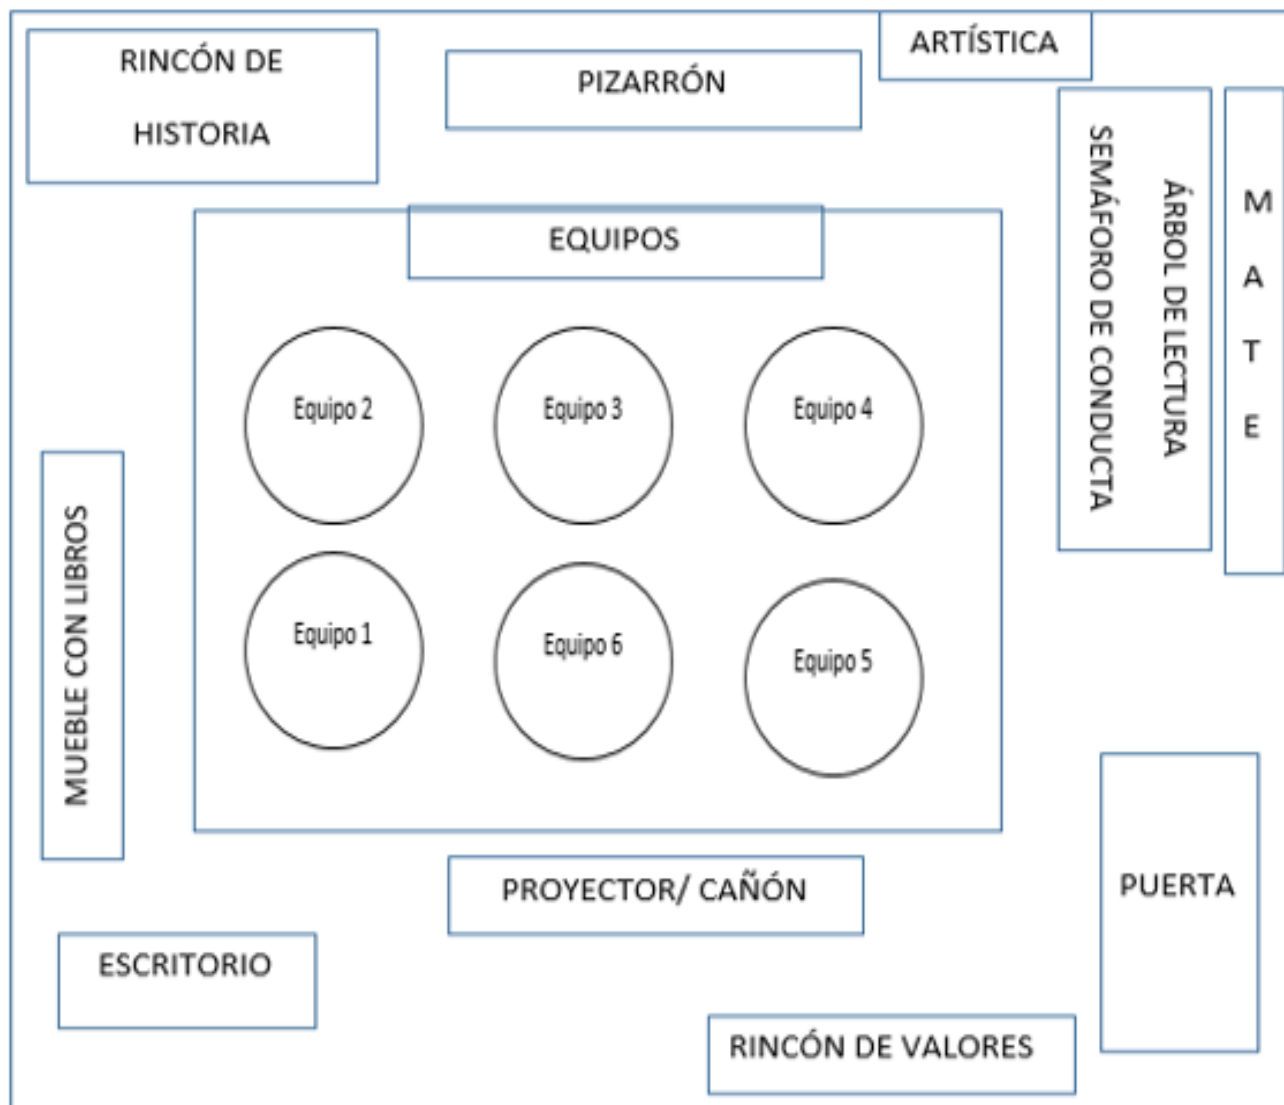 RINCÓN DE
HISTORIA
PIZARRÓN
ARTÍSTICA
EQUIPOS
Equipo 2
Equipo 3
Equipo 4
Equipo 1
Equipo 6
Equipo 5
ÁRBOL DE LECTURA
SEMÁFORO DE CONDUCTA
M
A
T
E
MUEBLE CON LIBROS
PROYECTOR/ CAÑÓN
PUERTA
ESCRITORIO
RINCÓN DE VALORES